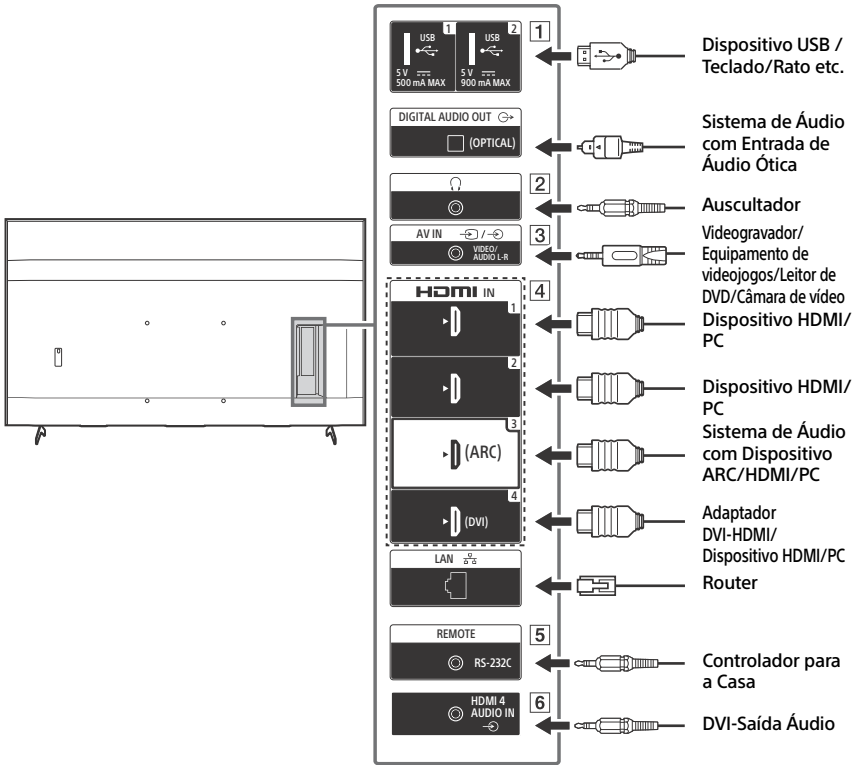 1
USB
5 V
500 mA MAX
2
USB
5 V
900 mA MAX
1
Dispositivo USB /
Teclado/Rato etc.
DIGITAL AUDIO OUT
(OPTICAL)
Sistema de Áudio
com Entrada de
Áudio Ótica
2
Auscultador
AV IN
/
VIDEO/
AUDIO L-R
3
Videogravador/
Equipamento de
videojogos/Leitor de
DVD/Câmara de vídeo
HDMI IN
4
1
Dispositivo HDMI/
PC
2
Dispositivo HDMI/
PC
3
(ARC)
Sistema de Áudio
com Dispositivo
ARC/HDMI/PC
4
(DVI)
Adaptador
DVI-HDMI/
Dispositivo HDMI/PC
LAN
Router
REMOTE
RS-232C
5
Controlador para
a Casa
HDMI 4
AUDIO IN
6
DVI-Saída Áudio